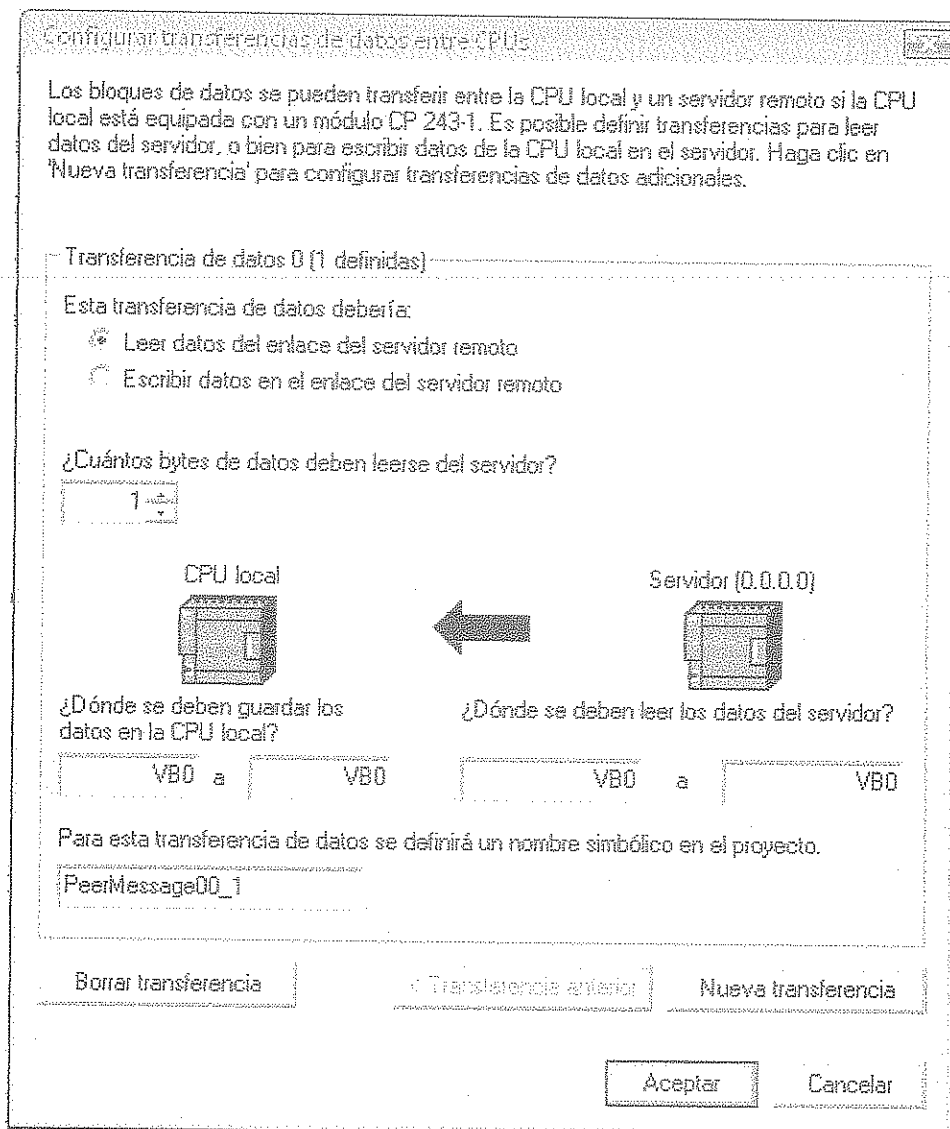 Configurar transferencias de datos entre CPUs
Los bloques de datos se pueden transferir entre la CPU local y un servidor remoto si la CPU
local está equipada con un módulo CP 243-1. Es posible definir transferencias para leer
datos del servidor, o bien para escribir datos de la CPU local en el servidor. Haga clic en
'Nueva transferencia' para configurar transferencias de datos adicionales.
Transferencia de datos 0 (1 definidas)
Esta transferencia de datos debería:
Leer datos del enlace del servidor remoto
Escribir datos en el enlace del servidor remoto
¿Cuántos bytes de datos deben leerse del servidor?
1
CPU local
Servidor (0.0.0.0)
¿Dónde se deben guardar los
datos en la CPU local?
¿Dónde se deben leer los datos del servidor?
VB0 a VB0 VB0 a VB0
Para esta transferencia de datos se definirá un nombre simbólico en el proyecto.
PeerMessage00_1
Borrar transferencia < Transferencia anterior Nueva transferencia
Aceptar Cancelar